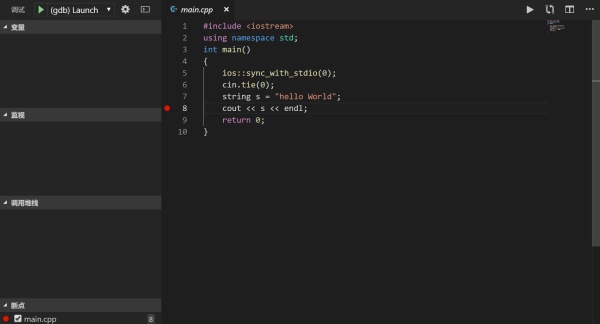 调试 (gdb) Launch
main.cpp
变量
监视
调用堆栈
断点
main.cpp 8
1 #include <iostream>
2 using namespace std;
3 int main()
4 {
5 ios::sync_with_stdio(0);
6 cin.tie(0);
7 string s = "hello World";
8 cout << s << endl;
9 return 0;
10 }